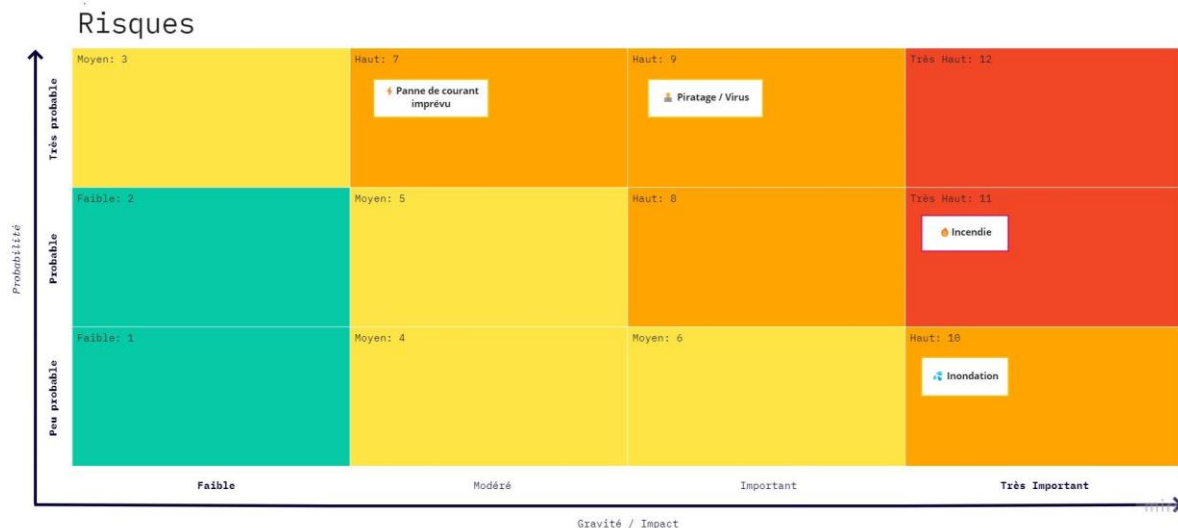 Risques
Moyen: 3
Haut: 7
Haut: 9
Très Haut: 12
Panne de courant
imprévu
Piratage / Virus
Très probable
Faible: 2
Moyen: 5
Haut: 8
Très Haut: 11
Incendie
Probable
Probabilité
Faible: 1
Moyen: 4
Moyen: 6
Haut: 10
Inondation
Peu probable
Faible
Modéré
Important
Très Important
Gravité / Impact